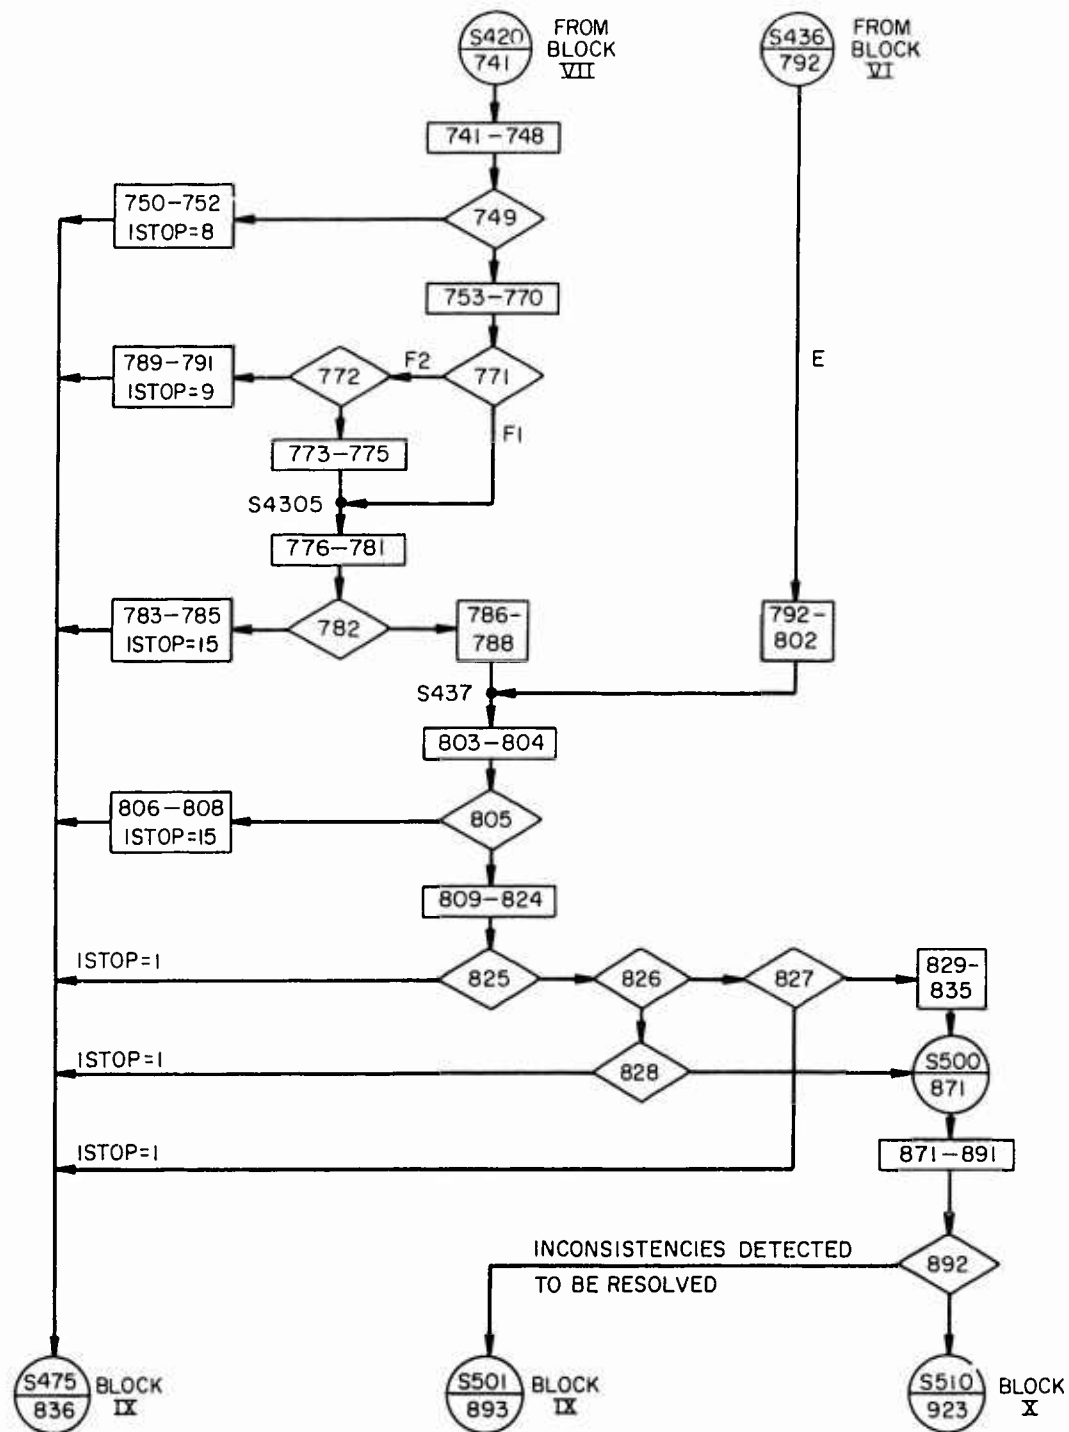 S420
741
FROM
BLOCK
VII
S436
792
FROM
BLOCK
VI
741-748
749
750-752
ISTOP=8
753-770
771
F2
772
789-791
ISTOP=9
F1
E
773-775
S4305
776-781
782
783-785
ISTOP=15
786-
788
792-
802
S437
803-804
805
806-808
ISTOP=15
809-824
ISTOP=1
825
826
827
829-
835
ISTOP=1
828
S500
871
ISTOP=1
871-891
892
INCONSISTENCIES DETECTED
TO BE RESOLVED
S475
836
BLOCK
IX
S501
893
BLOCK
IX
S510
923
BLOCK
X